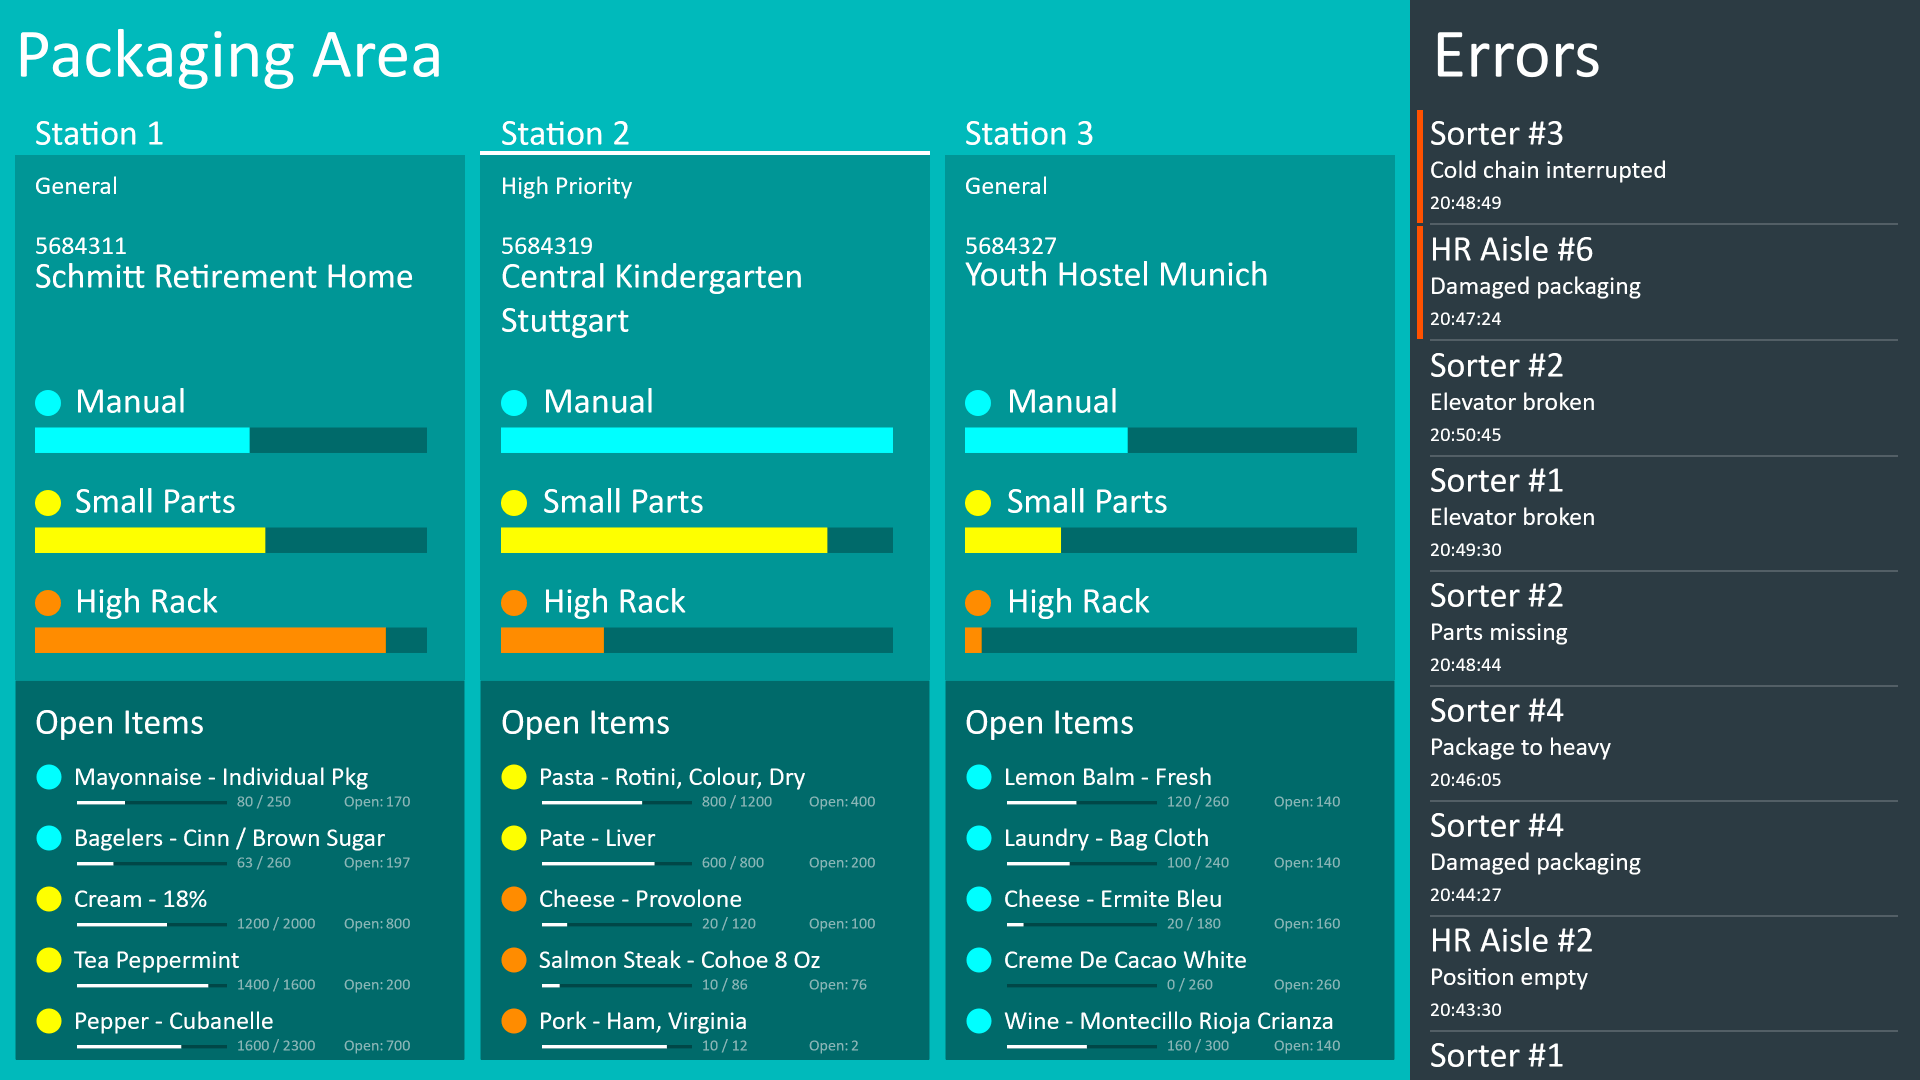 Packaging Area
Station 1
General
5684311
Schmitt Retirement Home
Manual
Small Parts
High Rack
Open Items
Mayonnaise - Individual Pkg
80 / 250 Open: 170
Bagelers - Cinn / Brown Sugar
63 / 260 Open: 197
Cream - 18%
1200 / 2000 Open: 800
Tea Peppermint
1400 / 1600 Open: 200
Pepper - Cubanelle
1600 / 2300 Open: 700
Station 2
High Priority
5684319
Central Kindergarten
Stuttgart
Manual
Small Parts
High Rack
Open Items
Pasta - Rotini, Colour, Dry
800 / 1200 Open: 400
Pate - Liver
600 / 800 Open: 200
Cheese - Provolone
20 / 120 Open: 100
Salmon Steak - Cohoe 8 Oz
10 / 86 Open: 76
Pork - Ham, Virginia
10 / 12 Open: 2
Station 3
General
5684327
Youth Hostel Munich
Manual
Small Parts
High Rack
Open Items
Lemon Balm - Fresh
120 / 260 Open: 140
Laundry - Bag Cloth
100 / 240 Open: 140
Cheese - Ermite Bleu
20 / 180 Open: 160
Creme De Cacao White
0 / 260 Open: 260
Wine - Montecillo Rioja Crianza
160 / 300 Open: 140
Errors
Sorter #3
Cold chain interrupted
20:48:49
HR Aisle #6
Damaged packaging
20:47:24
Sorter #2
Elevator broken
20:50:45
Sorter #1
Elevator broken
20:49:30
Sorter #2
Parts missing
20:48:44
Sorter #4
Package to heavy
20:46:05
Sorter #4
Damaged packaging
20:44:27
HR Aisle #2
Position empty
20:43:30
Sorter #1